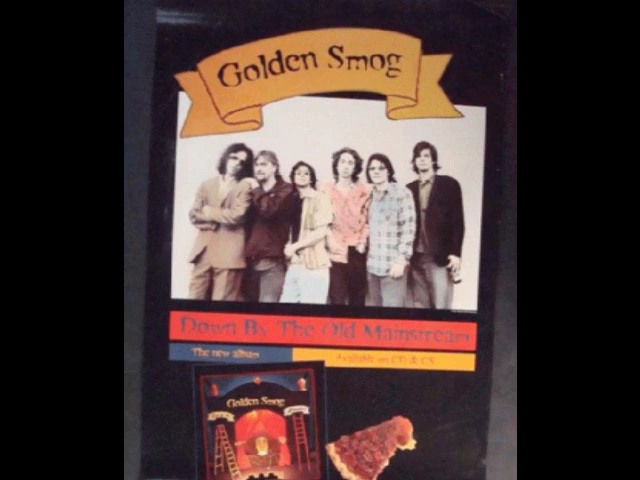 Golden Smog
Down By The Old Mainstream
The new album
Available on CD & CS
Golden Smog